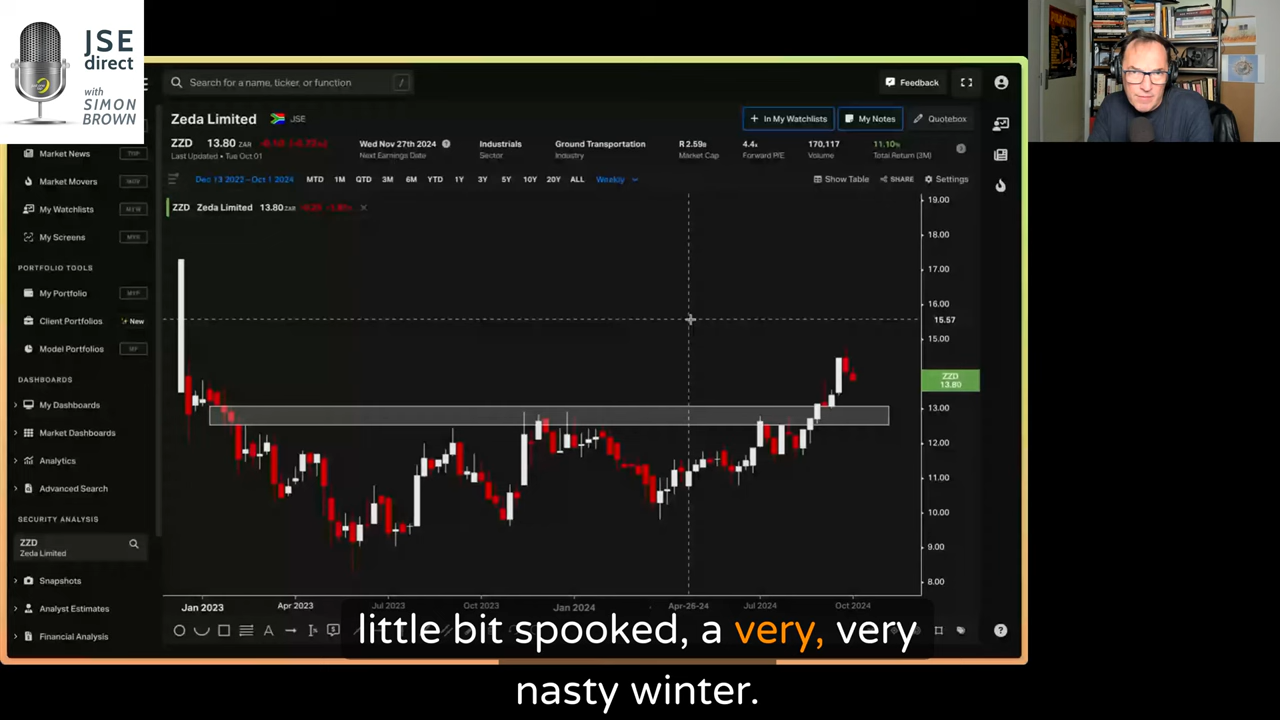 JSE
direct
with
SIMON
BROWN
Search for a name, ticker, or function
/
Feedback
Zeda Limited
JSE
+ In My Watchlists
My Notes
Quotebox
ZZD 13.80 ZAR
Last Updated • Tue Oct 01
Wed Nov 27th 2024
Next Earnings Date
Industrials
Sector
Ground Transportation
Industry
R 2.59B
Market Cap
4.4x
Forward P/E
170,117
Volume
11.10%
Total Return (3M)
Dec 13 2022 – Oct 1 2024
MTD 1M QTD 3M 6M YTD 1Y 3Y 5Y 10Y 20Y ALL Weekly
Show Table
SHARE
Settings
ZZD Zeda Limited 13.80 ZAR
Market News
Market Movers
My Watchlists
My Screens
PORTFOLIO TOOLS
My Portfolio
Client Portfolios
New
Model Portfolios
DASHBOARDS
My Dashboards
Market Dashboards
Analytics
Advanced Search
SECURITY ANALYSIS
ZZD
Zeda Limited
Snapshots
Analyst Estimates
Financial Analysis
19.00
18.00
17.00
16.00
15.57
15.00
ZZD
13.80
13.00
12.00
11.00
10.00
9.00
8.00
Jan 2023
Apr 2023
Jul 2023
Oct 2023
Jan 2024
Apr-26-24
Jul 2024
Oct 2024
little bit spooked, a very, very
nasty winter.